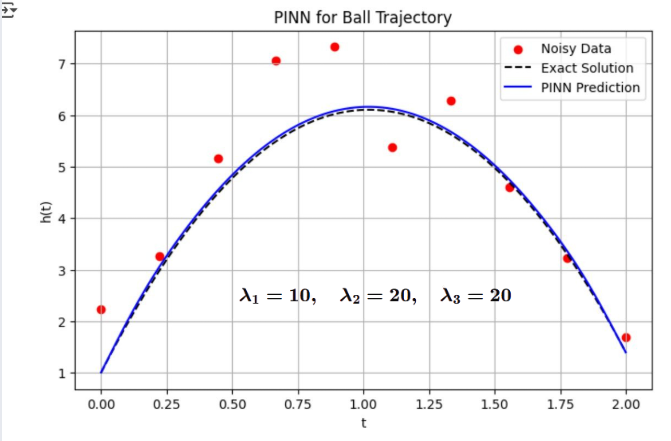 PINN for Ball Trajectory
Noisy Data
Exact Solution
PINN Prediction
h(t)
7
6
5
4
3
2
1
λ₁ = 10, λ₂ = 20, λ₃ = 20
0.00 0.25 0.50 0.75 1.00 1.25 1.50 1.75 2.00
t